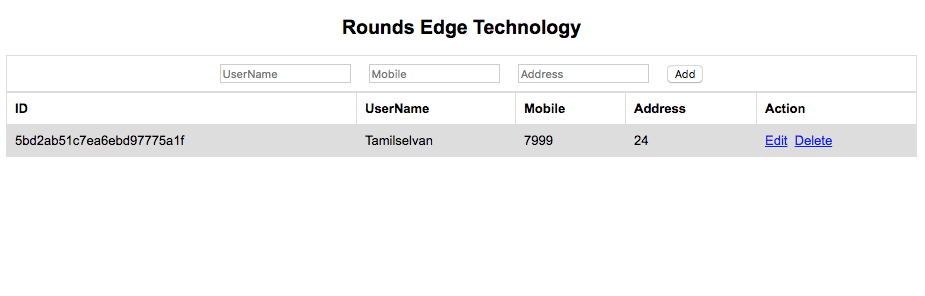 Rounds Edge Technology
UserName Mobile Address Add
ID UserName Mobile Address Action
5bd2ab51c7ea6ebd97775a1f Tamilselvan 7999 24 Edit Delete